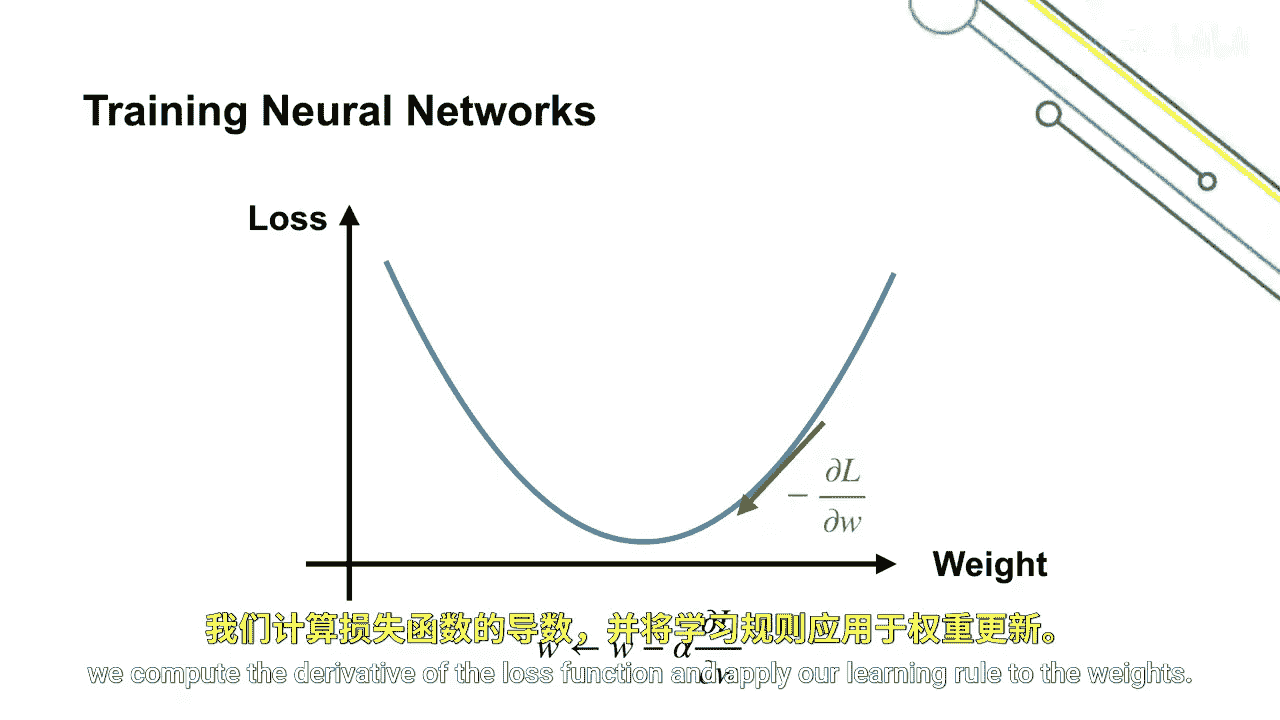 Training Neural Networks
Loss
− ∂L/∂w
Weight
w ← w − α ∂L/∂w
我们计算损失函数的导数，并将学习规则应用于权重更新。
we compute the derivative of the loss function and apply our learning rule to the weights.